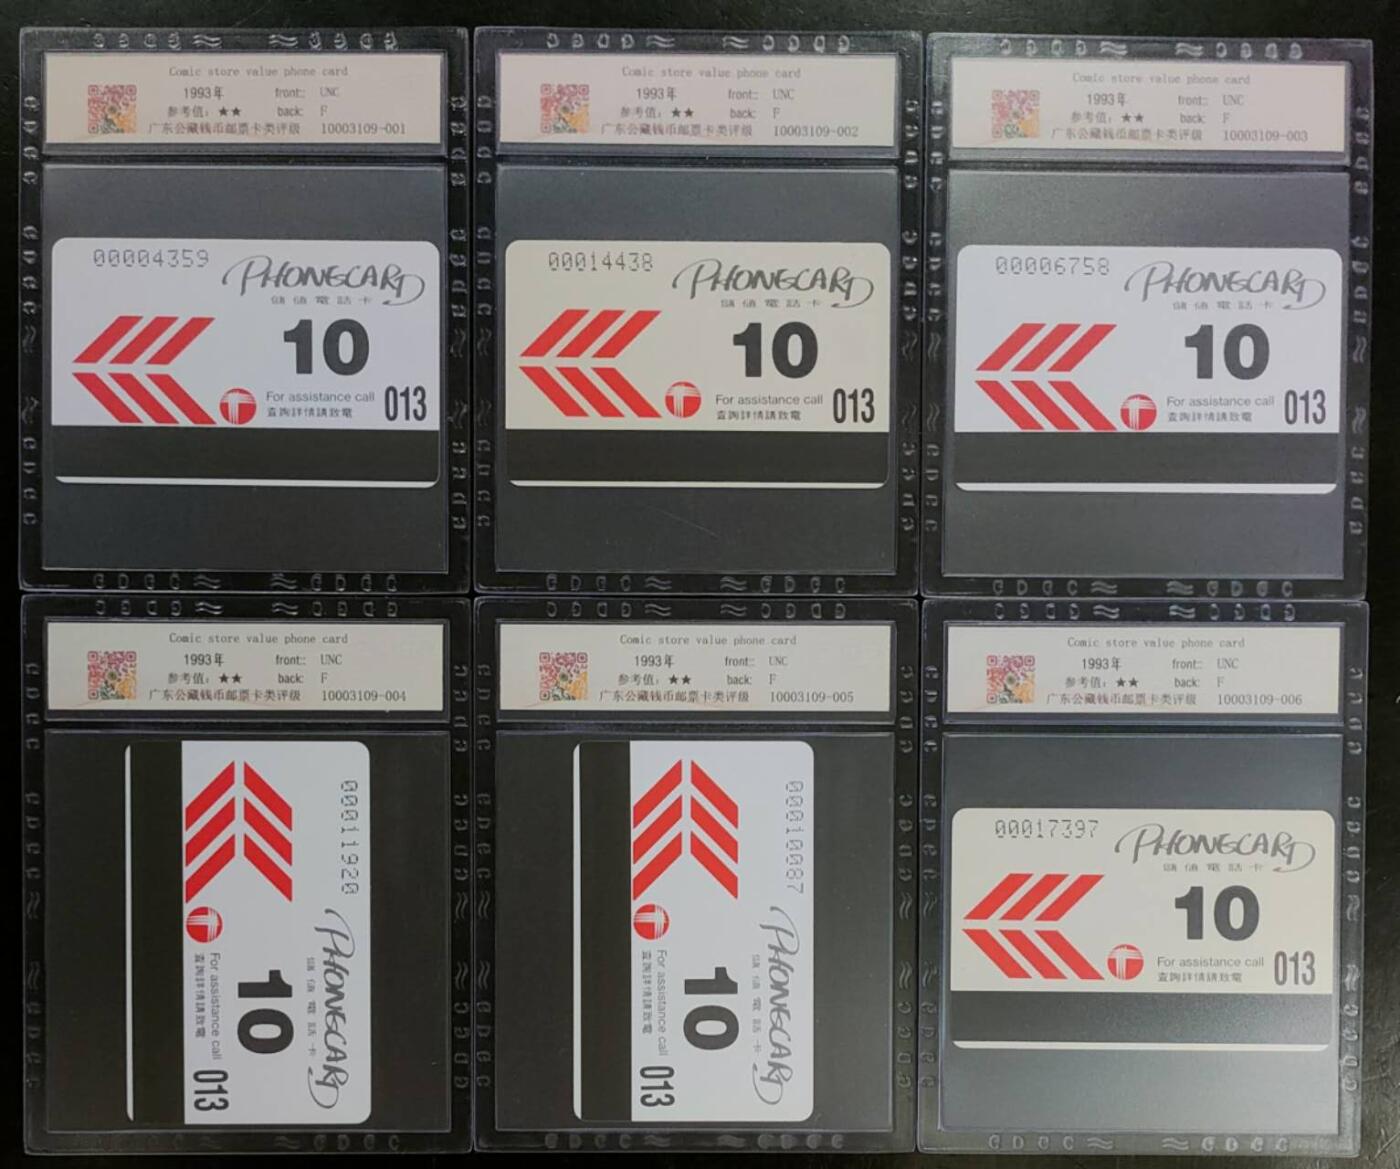 Comic store value phone card
1993年 front:: UNC
参考值: ★★ back: F
广东公藏钱币邮票卡类评级 10003109-001
00004359
PHONECARD
儲值電話卡
10
For assistance call
查詢詳情請致電
013
Comic store value phone card
1993年 front:: UNC
参考值: ★★ back: F
广东公藏钱币邮票卡类评级 10003109-002
00014438
PHONECARD
儲值電話卡
10
For assistance call
查詢詳情請致電
013
Comic store value phone card
1993年 front:: UNC
参考值: ★★ back: F
广东公藏钱币邮票卡类评级 10003109-003
00006758
PHONECARD
儲值電話卡
10
For assistance call
查詢詳情請致電
013
Comic store value phone card
1993年 front:: UNC
参考值: ★★ back: F
广东公藏钱币邮票卡类评级 10003109-004
00011920
PHONECARD
儲值電話卡
10
For assistance call
查詢詳情請致電
013
Comic store value phone card
1993年 front:: UNC
参考值: ★★ back: F
广东公藏钱币邮票卡类评级 10003109-005
00010087
PHONECARD
儲值電話卡
10
For assistance call
查詢詳情請致電
013
Comic store value phone card
1993年 front:: UNC
参考值: ★★ back: F
广东公藏钱币邮票卡类评级 10003109-006
00017397
PHONECARD
儲值電話卡
10
For assistance call
查詢詳情請致電
013